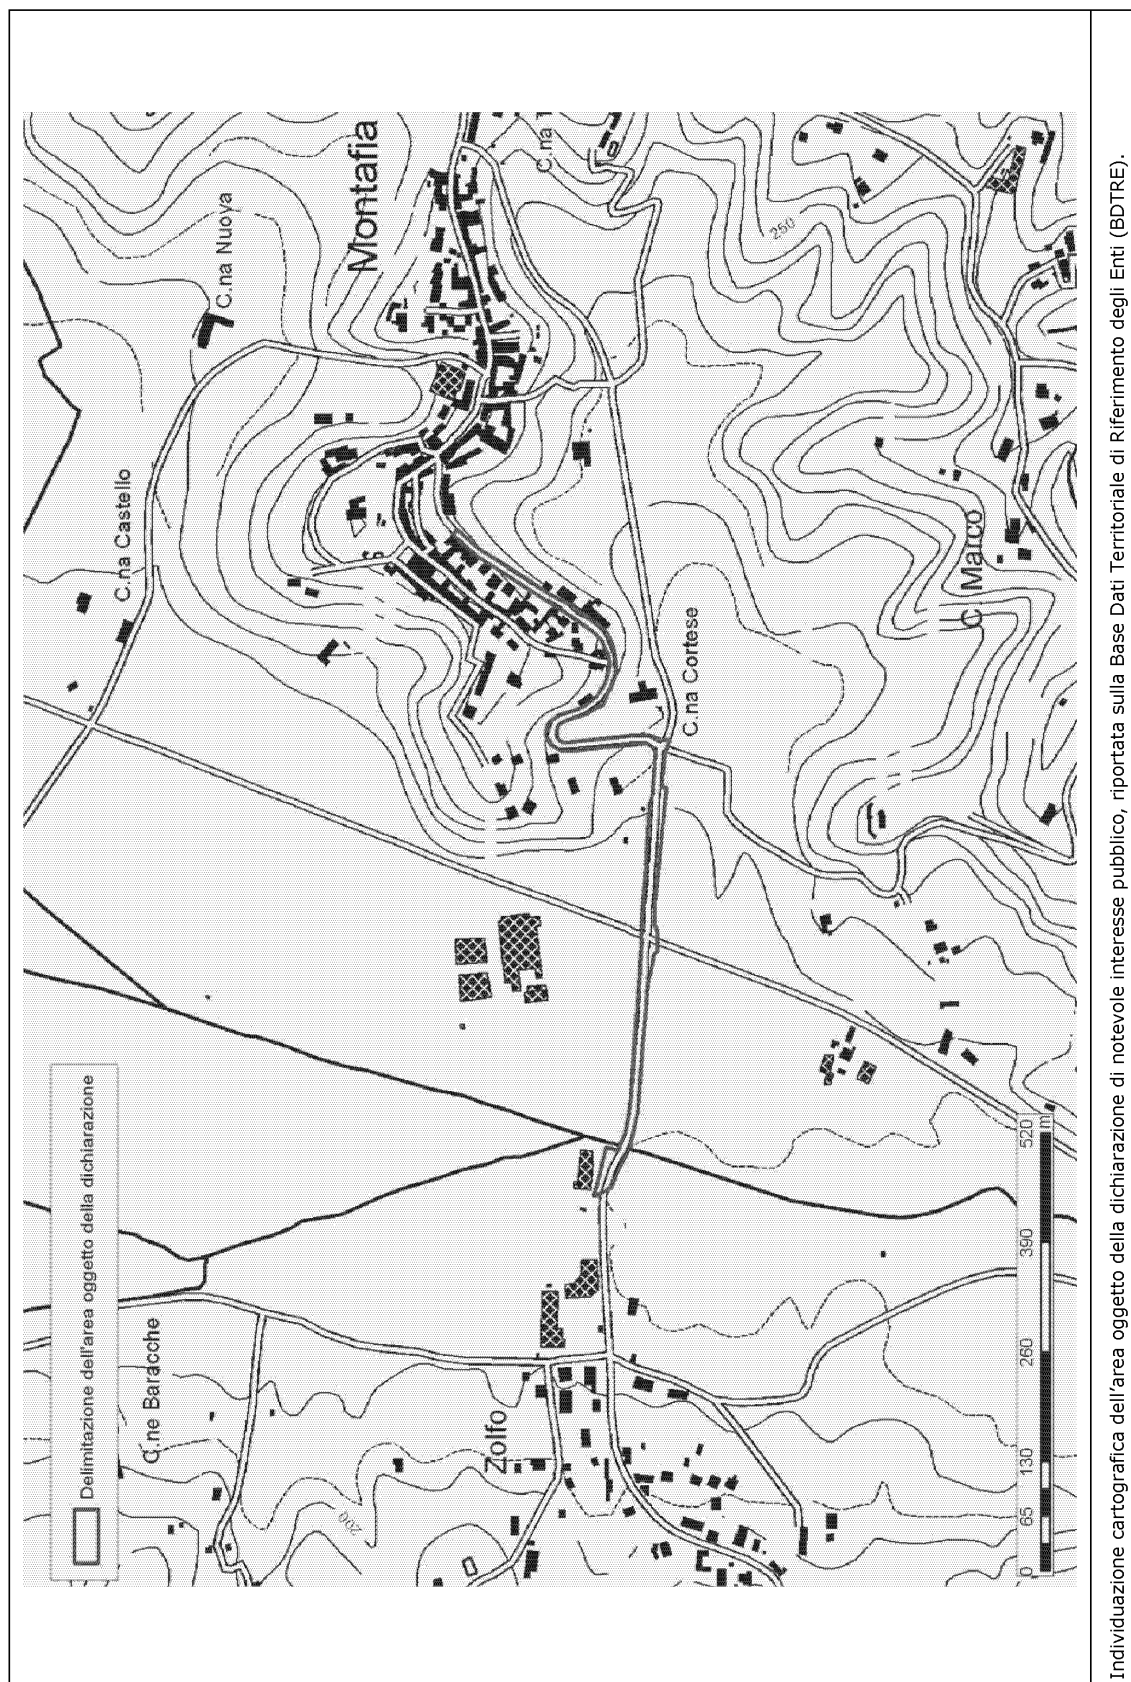 Delimitazione dell'area oggetto della dichiarazione
C.na Castello
C.na Nuova
Montafia
C.ne Baracche
200
Zolfo
C.na
C.na Cortese
250
C. Marco
0 65 130 260 390 520
m
Individuazione cartografica dell'area oggetto della dichiarazione di notevole interesse pubblico, riportata sulla Base Dati Territoriale di Riferimento degli Enti (BDTRE).